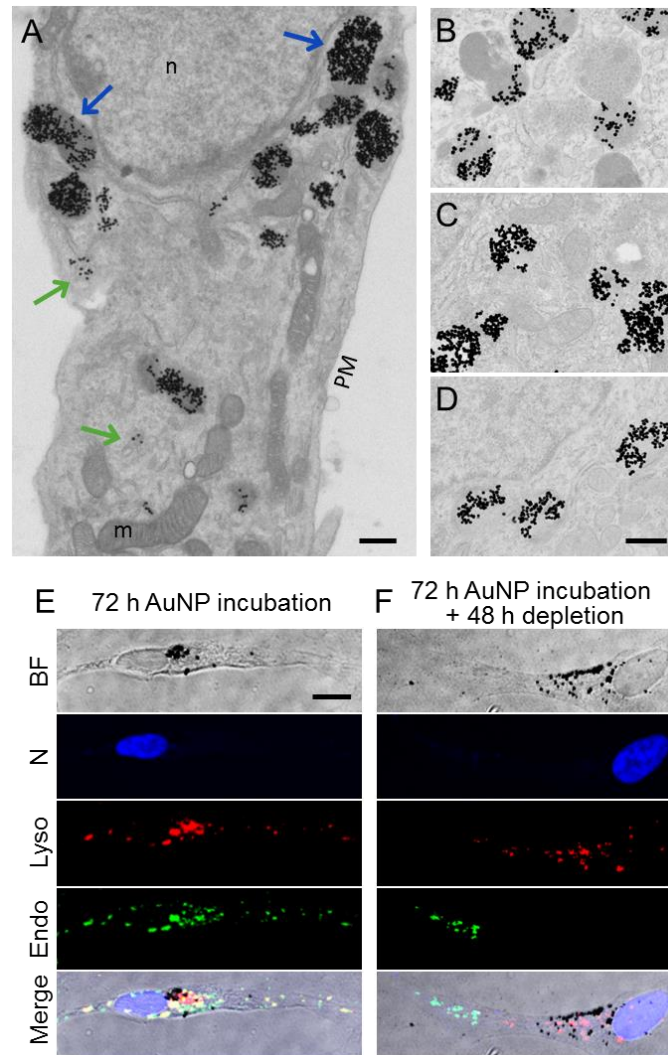 A
n
PM
m
B
C
D
E
72 h AuNP incubation
F
72 h AuNP incubation
+ 48 h depletion
BF
N
Lyso
Endo
Merge